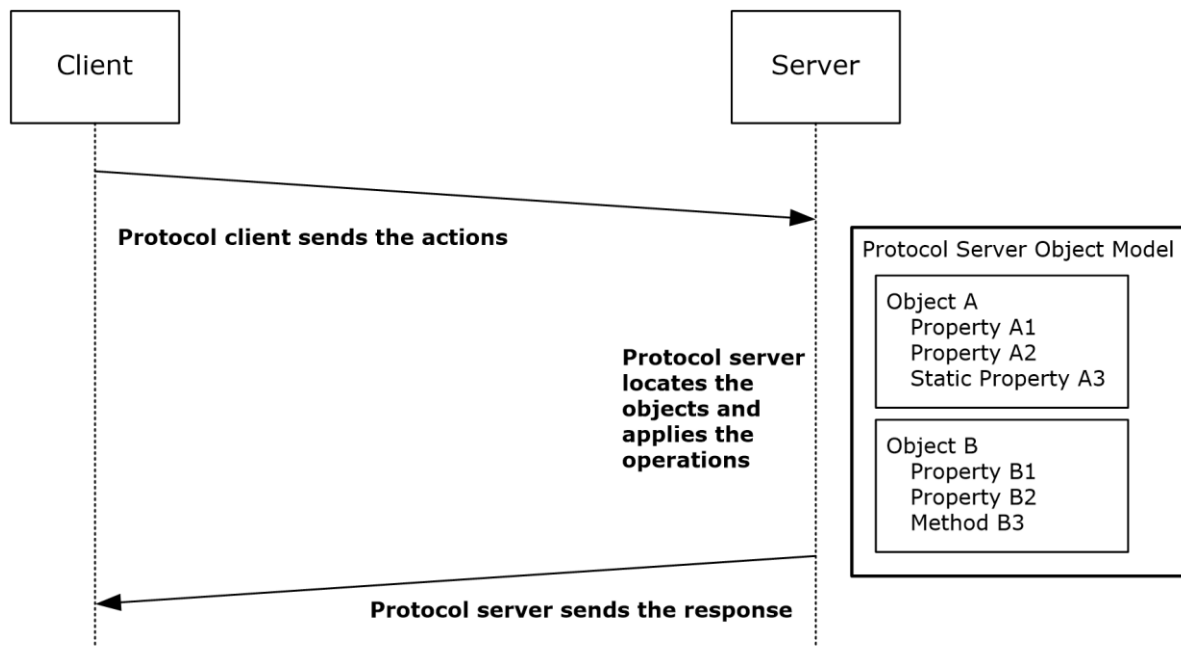 Client
Server
Protocol client sends the actions
Protocol Server Object Model
Object A
Property A1
Property A2
Static Property A3
Protocol server
locates the
objects and
applies the
operations
Object B
Property B1
Property B2
Method B3
Protocol server sends the response